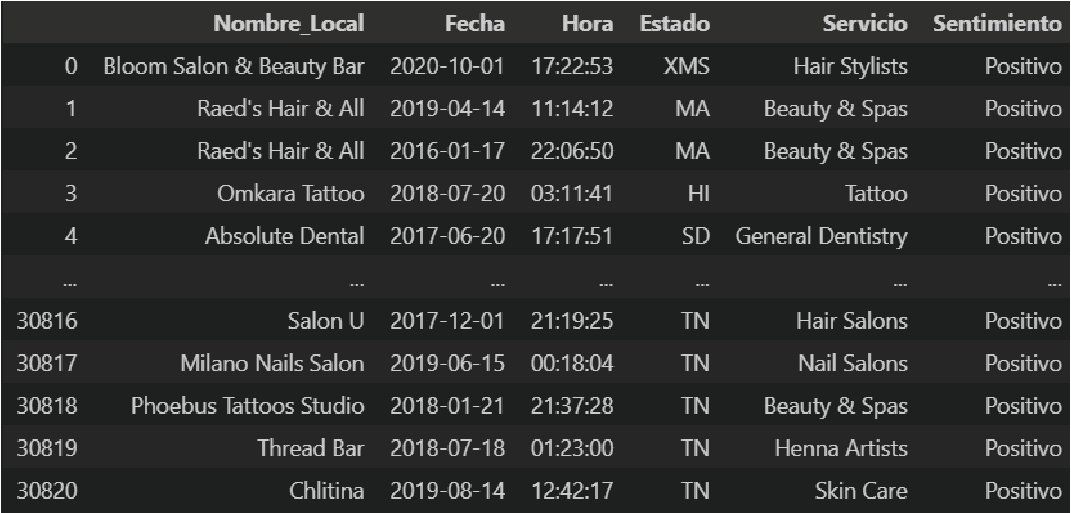 Nombre_Local Fecha Hora Estado Servicio Sentimiento
0 Bloom Salon & Beauty Bar 2020-10-01 17:22:53 XMS Hair Stylists Positivo
1 Raed's Hair & All 2019-04-14 11:14:12 MA Beauty & Spas Positivo
2 Raed's Hair & All 2016-01-17 22:06:50 MA Beauty & Spas Positivo
3 Omkara Tattoo 2018-07-20 03:11:41 HI Tattoo Positivo
4 Absolute Dental 2017-06-20 17:17:51 SD General Dentistry Positivo
... ... ... ... ... ... ...
30816 Salon U 2017-12-01 21:19:25 TN Hair Salons Positivo
30817 Milano Nails Salon 2019-06-15 00:18:04 TN Nail Salons Positivo
30818 Phoebus Tattoos Studio 2018-01-21 21:37:28 TN Beauty & Spas Positivo
30819 Thread Bar 2018-07-18 01:23:00 TN Henna Artists Positivo
30820 Chlitina 2019-08-14 12:42:17 TN Skin Care Positivo